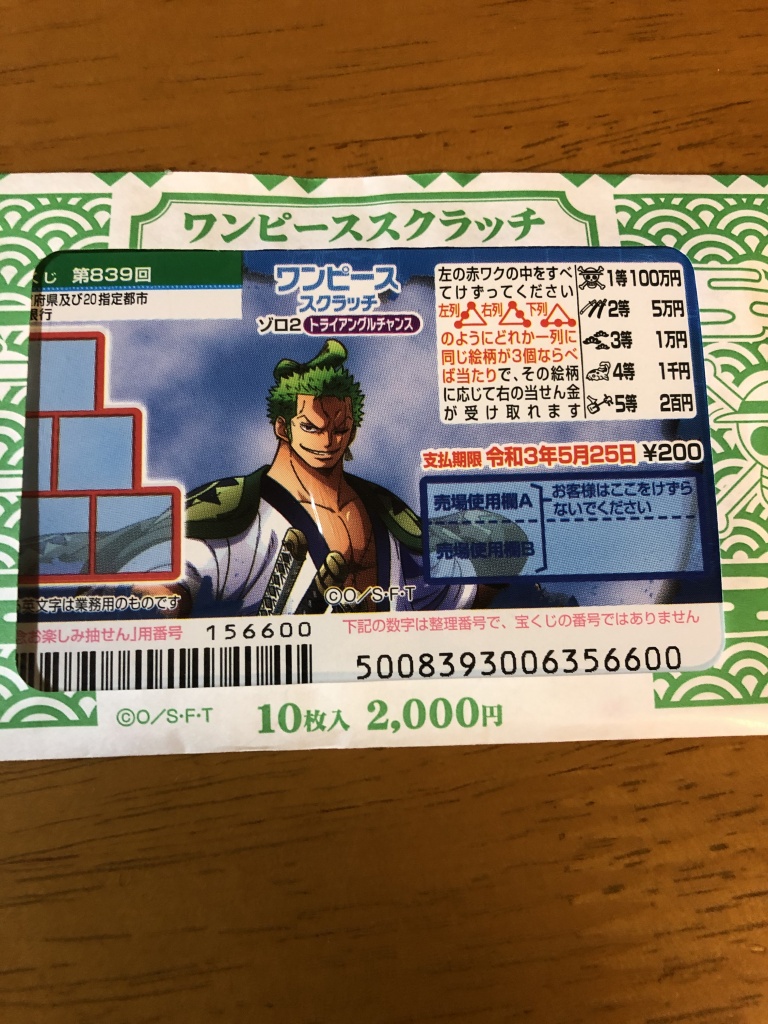 ワンピーススクラッチ
くじ 第839回
府県及び20指定都市
銀行
ワンピース
スクラッチ
ゾロ2 トライアングルチャンス
左の赤ワクの中をすべ
てけずってください
左列 右列 下列
のようにどれか一列に
同じ絵柄が3個ならべ
ば当たりで、その絵柄
に応じて右の当せん金
が受け取れます
1等 100万円
2等 5万円
3等 1万円
4等 1千円
5等 2百円
支払期限 令和3年5月25日 ¥200
売場使用欄A
売場使用欄B
お客様はここをけずら
ないでください
英文字は業務用のものです
©O/S・F・T
お楽しみ抽せん」用番号 156600
下記の数字は整理番号で、宝くじの番号ではありません
5008393006356600
©O/S・F・T
10枚入 2,000円